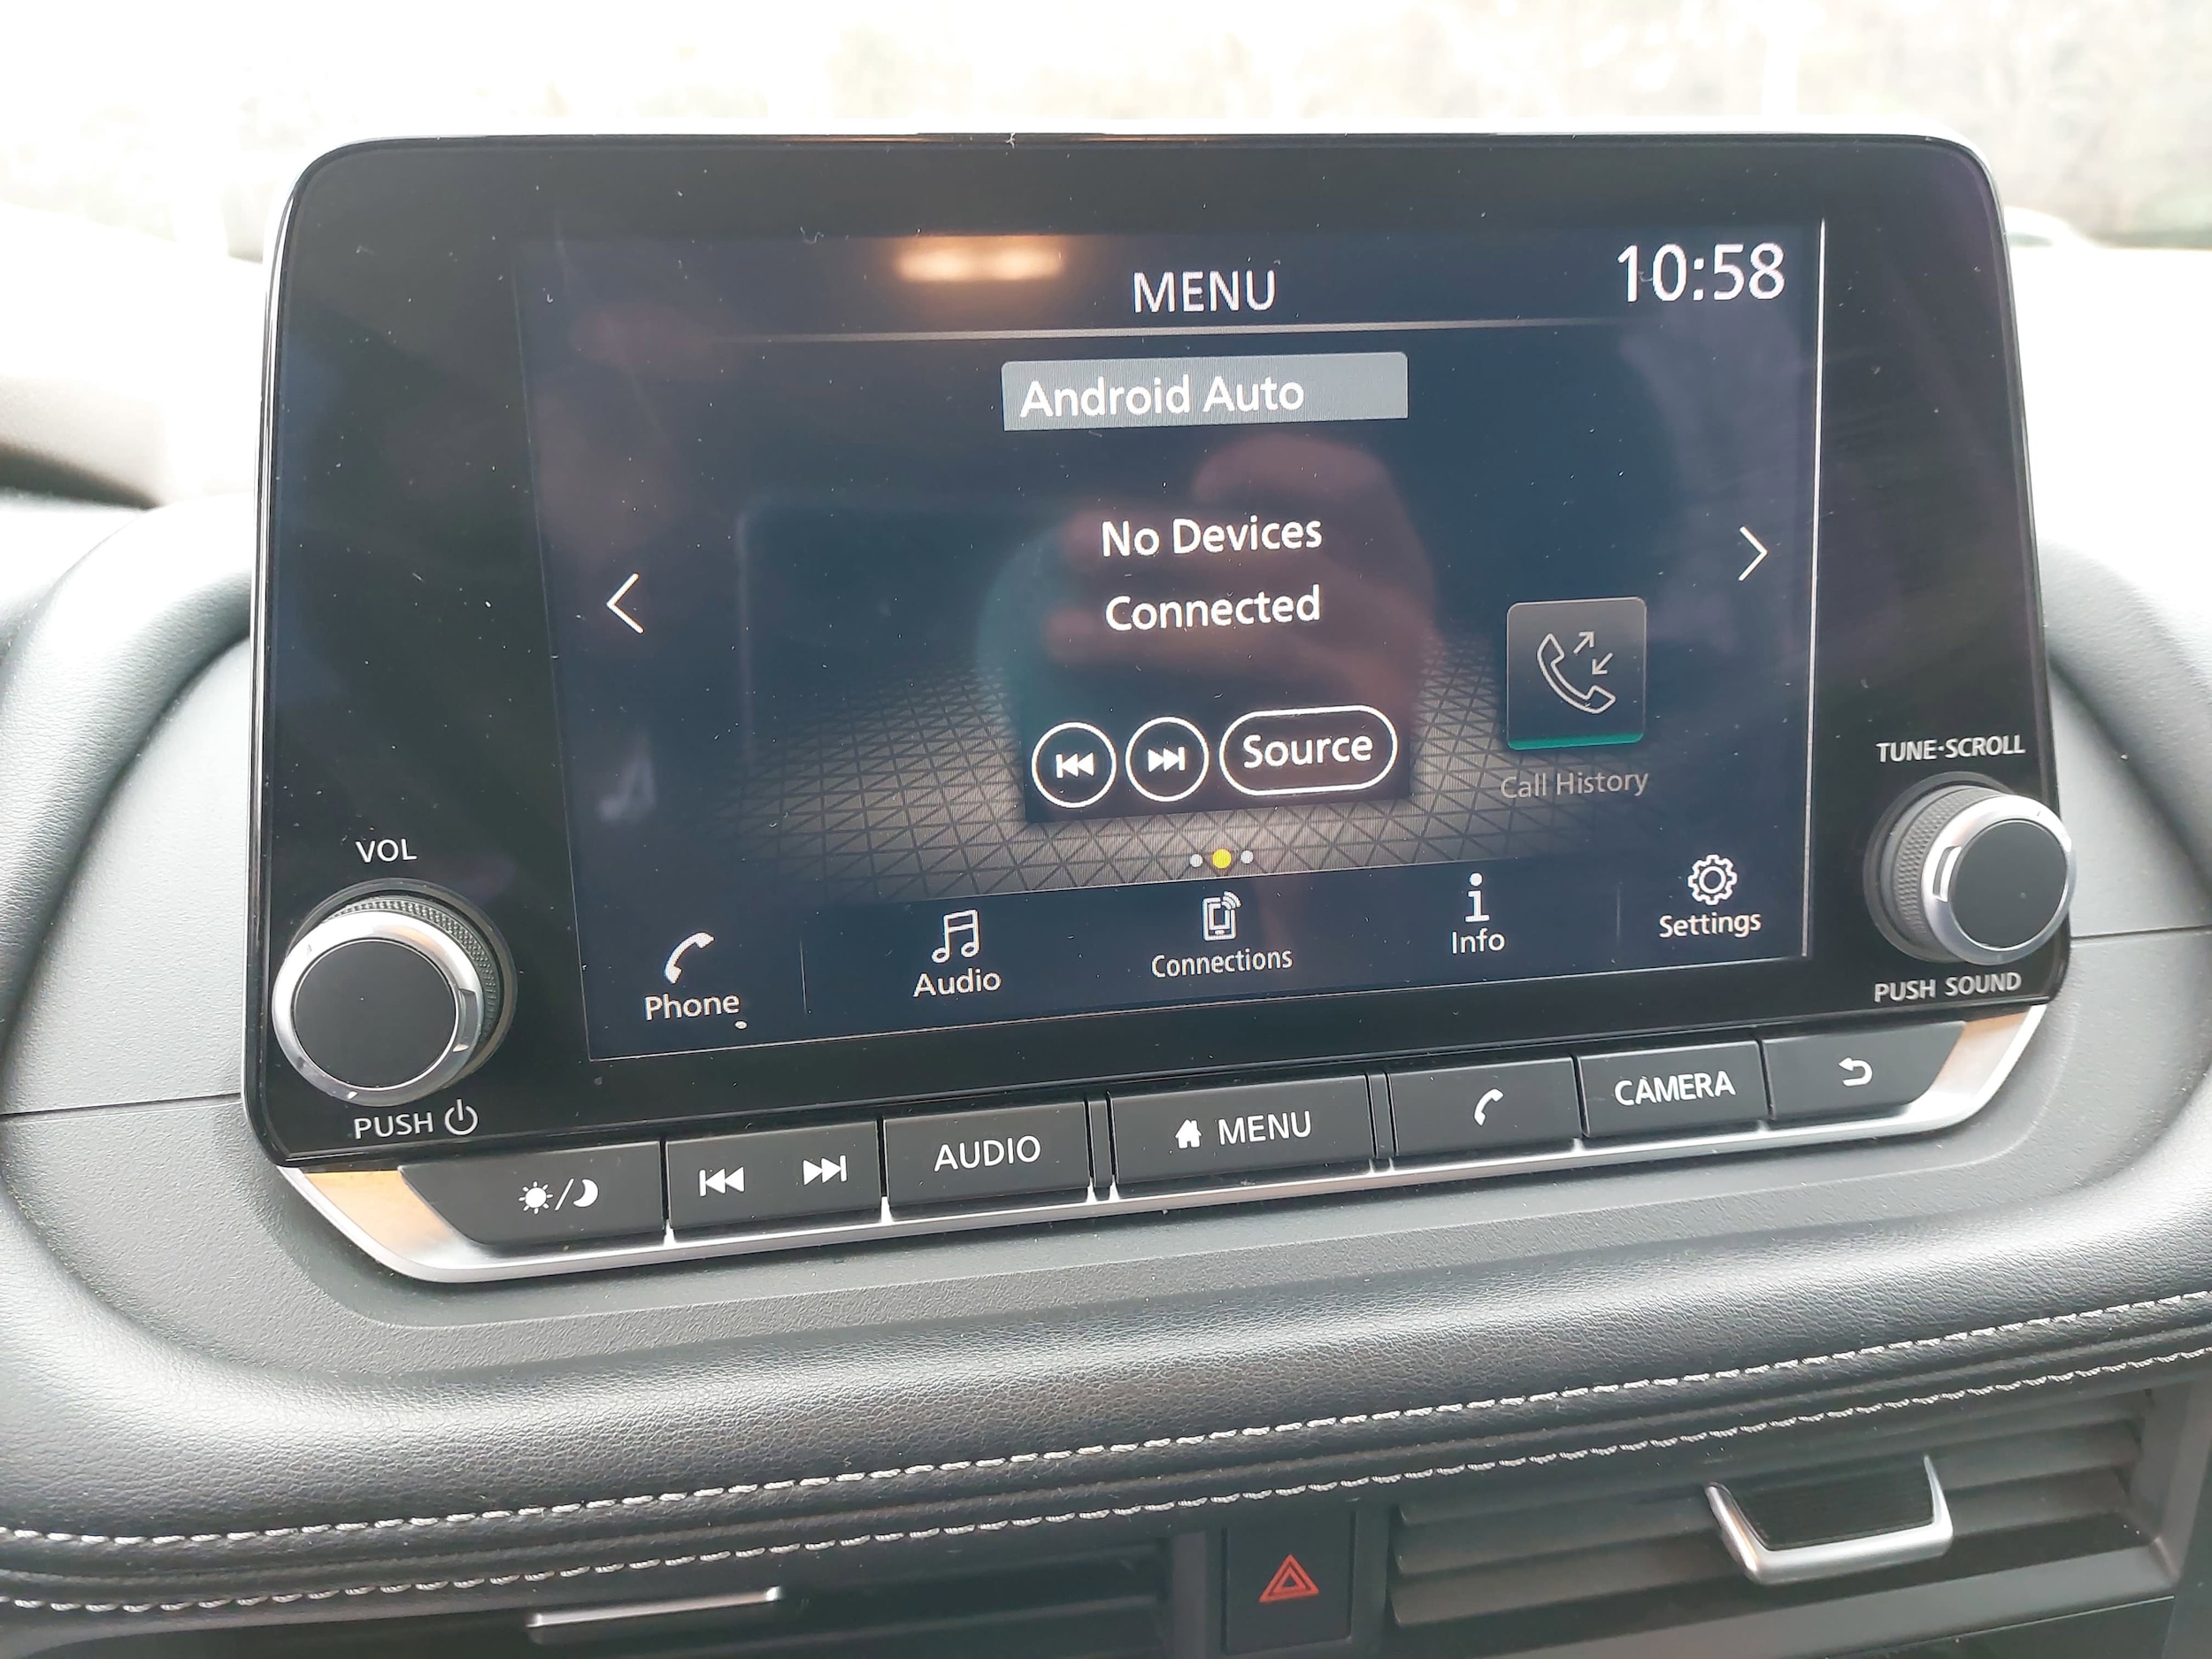 MENU
10:58
Android Auto
No Devices
Connected
Source
Call History
Phone
Audio
Connections
Info
Settings
VOL
PUSH
TUNE·SCROLL
PUSH SOUND
AUDIO
MENU
CAMERA